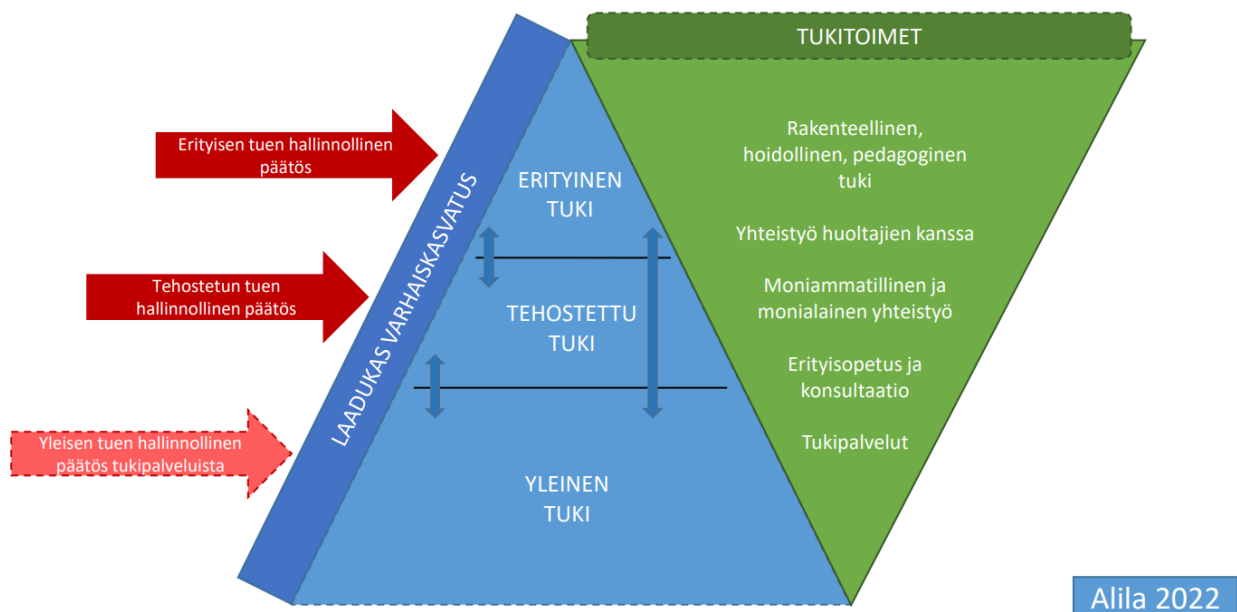 TUKITOIMET
Erityisen tuen hallinnollinen
päätös
Tehostetun tuen
hallinnollinen päätös
Yleisen tuen hallinnollinen
päätös tukipalveluista
LAADUKAS VARHAISKASVATUS
ERITYINEN
TUKI
TEHOSTETTU
TUKI
YLEINEN
TUKI
Rakenteellinen,
hoidollinen, pedagoginen
tuki
Yhteistyö huoltajien kanssa
Moniammatillinen ja
monialainen yhteistyö
Erityisopetus ja
konsultaatio
Tukipalvelut
Alila 2022